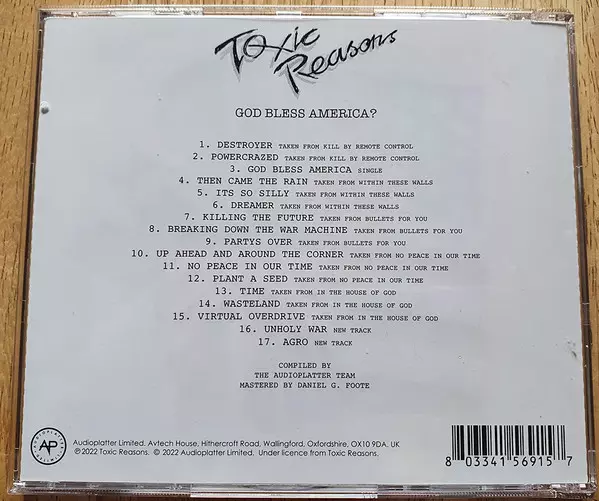 Toxic
Reasons
GOD BLESS AMERICA?
1. DESTROYER TAKEN FROM KILL BY REMOTE CONTROL
2. POWERCRAZED TAKEN FROM KILL BY REMOTE CONTROL
3. GOD BLESS AMERICA SINGLE
4. THEN CAME THE RAIN TAKEN FROM WITHIN THESE WALLS
5. ITS SO SILLY TAKEN FROM WITHIN THESE WALLS
6. DREAMER TAKEN FROM WITHIN THESE WALLS
7. KILLING THE FUTURE TAKEN FROM BULLETS FOR YOU
8. BREAKING DOWN THE WAR MACHINE TAKEN FROM BULLETS FOR YOU
9. PARTYS OVER TAKEN FROM BULLETS FOR YOU
10. UP AHEAD AND AROUND THE CORNER TAKEN FROM NO PEACE IN OUR TIME
11. NO PEACE IN OUR TIME TAKEN FROM NO PEACE IN OUR TIME
12. PLANT A SEED TAKEN FROM NO PEACE IN OUR TIME
13. TIME TAKEN FROM IN THE HOUSE OF GOD
14. WASTELAND TAKEN FROM IN THE HOUSE OF GOD
15. VIRTUAL OVERDRIVE TAKEN FROM IN THE HOUSE OF GOD
16. UNHOLY WAR NEW TRACK
17. AGRO NEW TRACK
COMPILED BY
THE AUDIOPLATTER TEAM
MASTERED BY DANIEL G. FOOTE
AUDIOPLATTER
AP
LIMITED
Audioplatter Limited. Avtech House, Hithercroft Road, Wallingford, Oxfordshire, OX10 9DA. UK
℗2022 Toxic Reasons. © 2022 Audioplatter Limited. Under licence from Toxic Reasons.
8 03341 56915 7